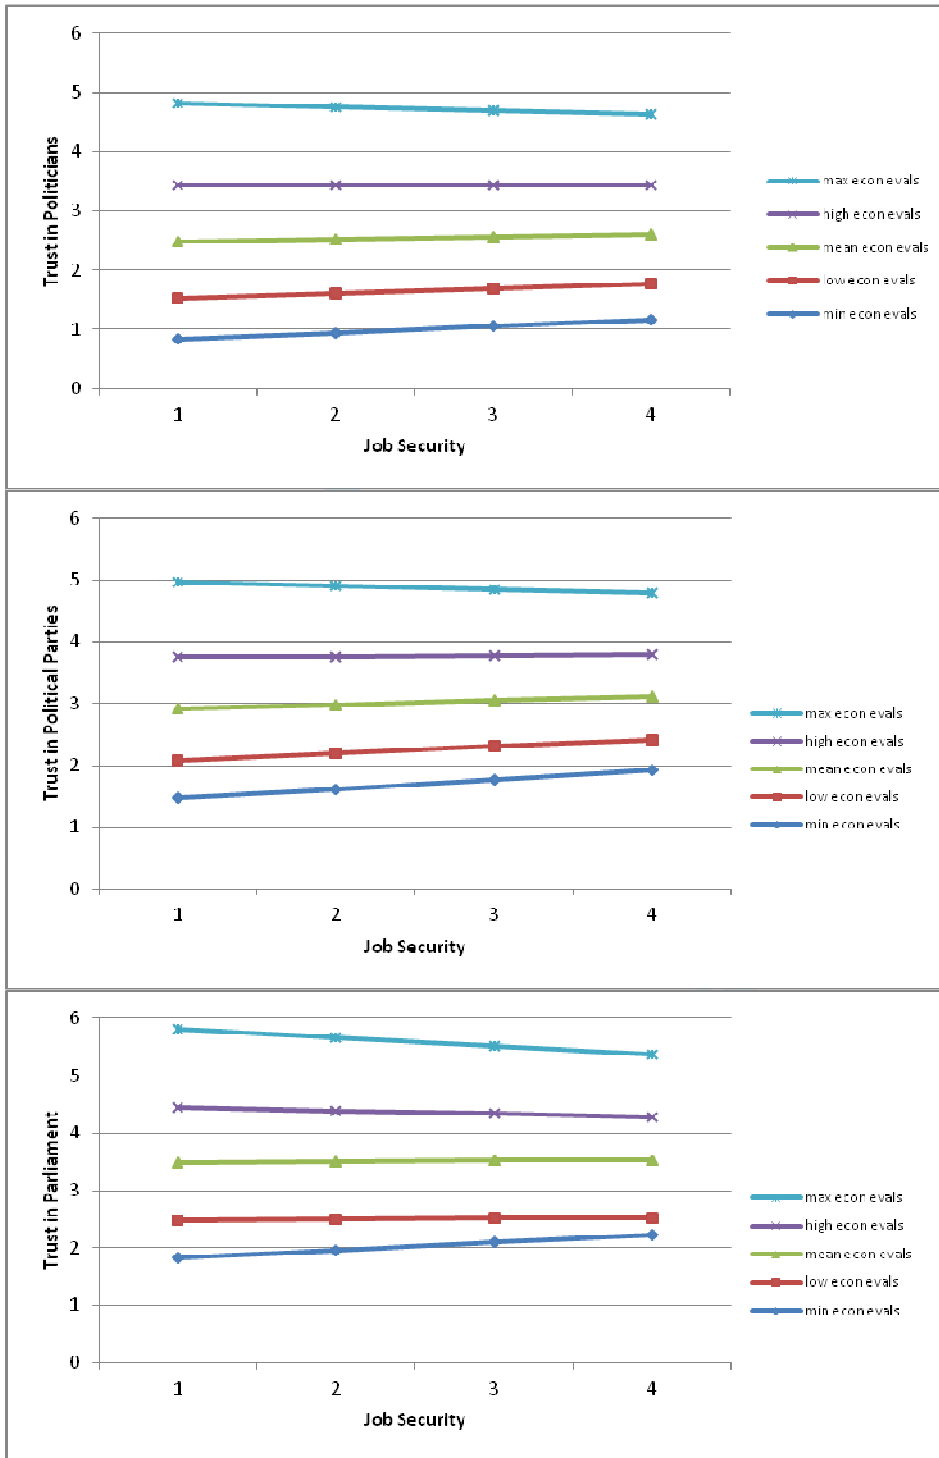 6
5
4
3
2
1
0
Trust in Politicians
1 2 3 4
Job Security
max econ evals
high econ evals
mean econ evals
low econ evals
min econ evals
6
5
4
3
2
1
0
Trust in Political Parties
1 2 3 4
Job Security
max econ evals
high econ evals
mean econ evals
low econ evals
min econ evals
6
5
4
3
2
1
0
Trust in Parliament
1 2 3 4
Job Security
max econ evals
high econ evals
mean econ evals
low econ evals
min econ evals